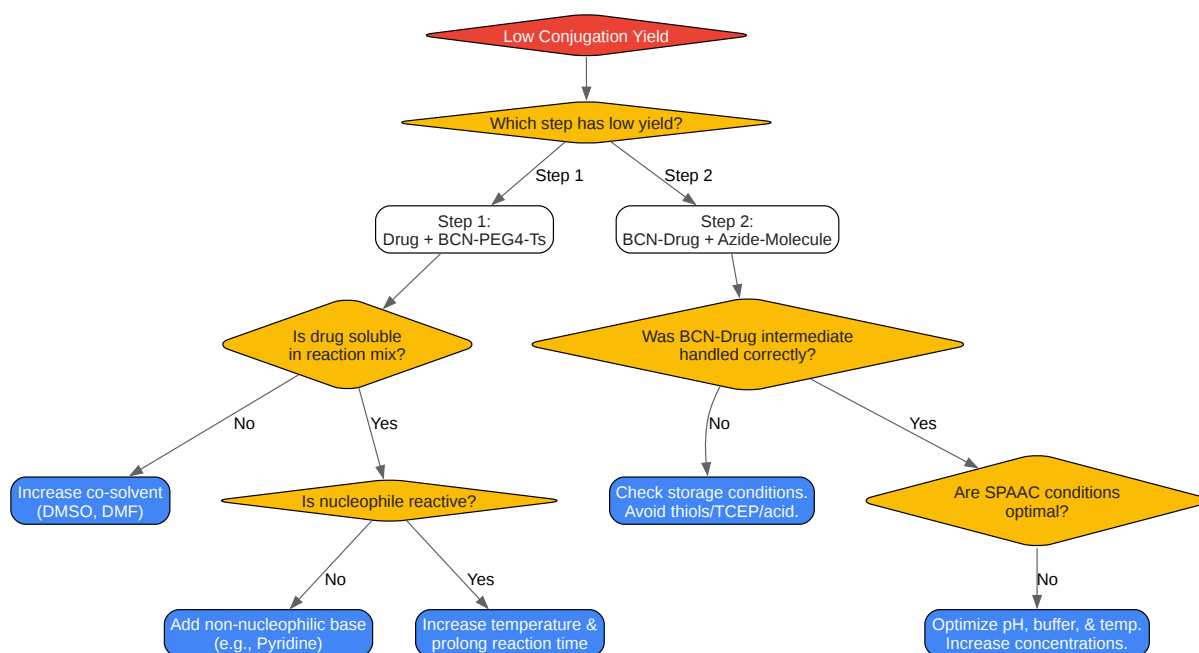 Low Conjugation Yield
Which step has low yield?
Step 1
Step 2
Step 1:
Drug + BCN-PEG4-Ts
Step 2:
BCN-Drug + Azide-Molecule
Is drug soluble
in reaction mix?
Was BCN-Drug intermediate
handled correctly?
No
Yes
No
Yes
Increase co-solvent
(DMSO, DMF)
Is nucleophile reactive?
Check storage conditions.
Avoid thiols/TCEP/acid.
Are SPAAC conditions
optimal?
No
Yes
No
Add non-nucleophilic base
(e.g., Pyridine)
Increase temperature &
prolong reaction time
Optimize pH, buffer, & temp.
Increase concentrations.